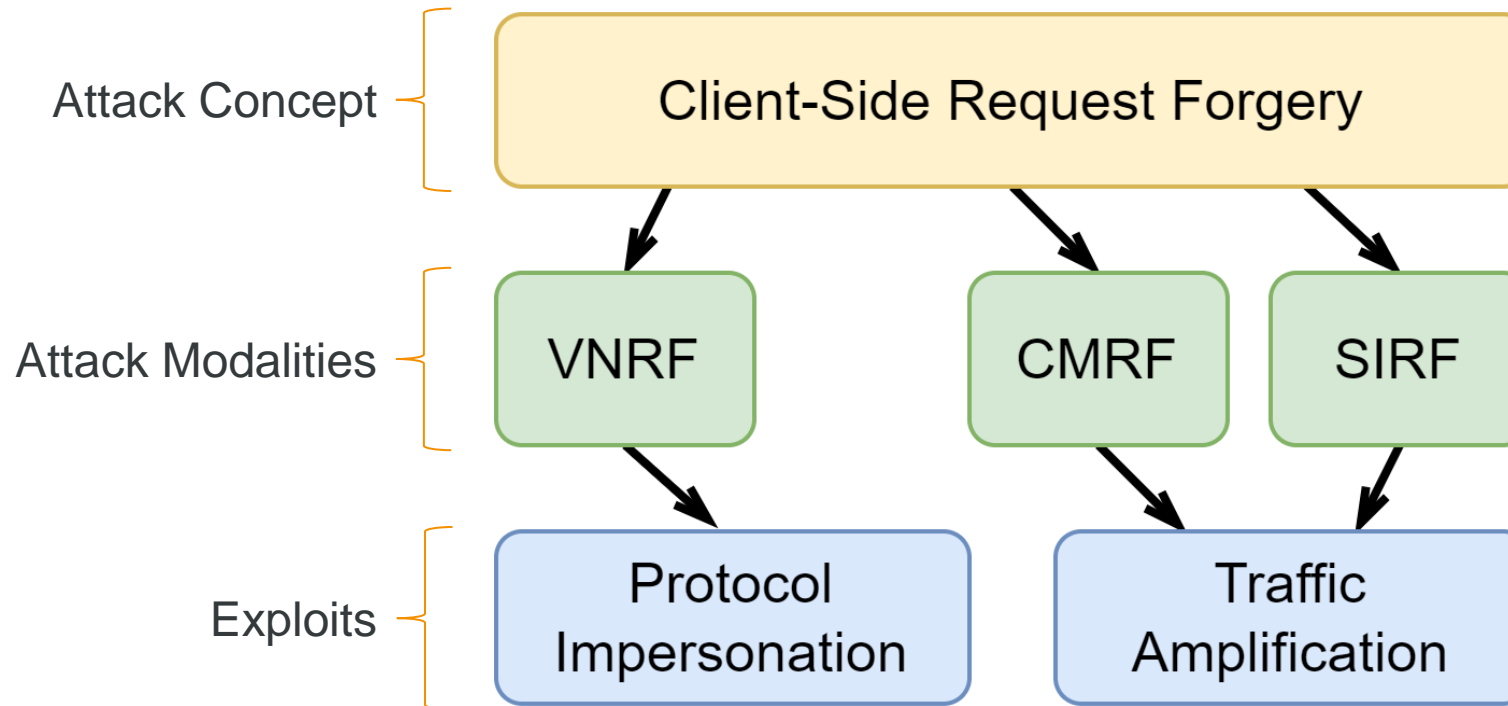 Attack Concept
Client-Side Request Forgery
Attack Modalities
VNRF
CMRF
SIRF
Exploits
Protocol
Impersonation
Traffic
Amplification